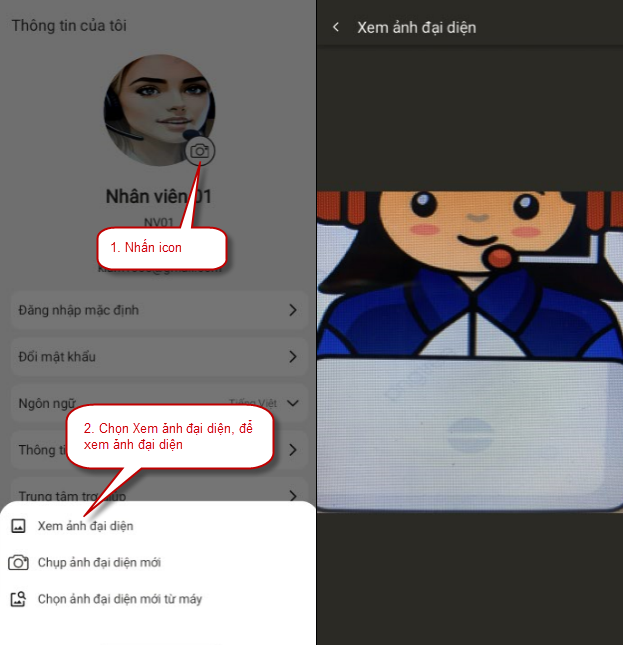 Thông tin của tôi
Nhân viên 01
NV01
1. Nhấn icon
Đăng nhập mặc định
Đổi mật khẩu
Ngôn ngữ
Tiếng Việt
2. Chọn Xem ảnh đại diện, để
xem ảnh đại diện
Thông ti
Trung tâm trợ giúp
Xem ảnh đại diện
Chụp ảnh đại diện mới
Chọn ảnh đại diện mới từ máy
Xem ảnh đại diện